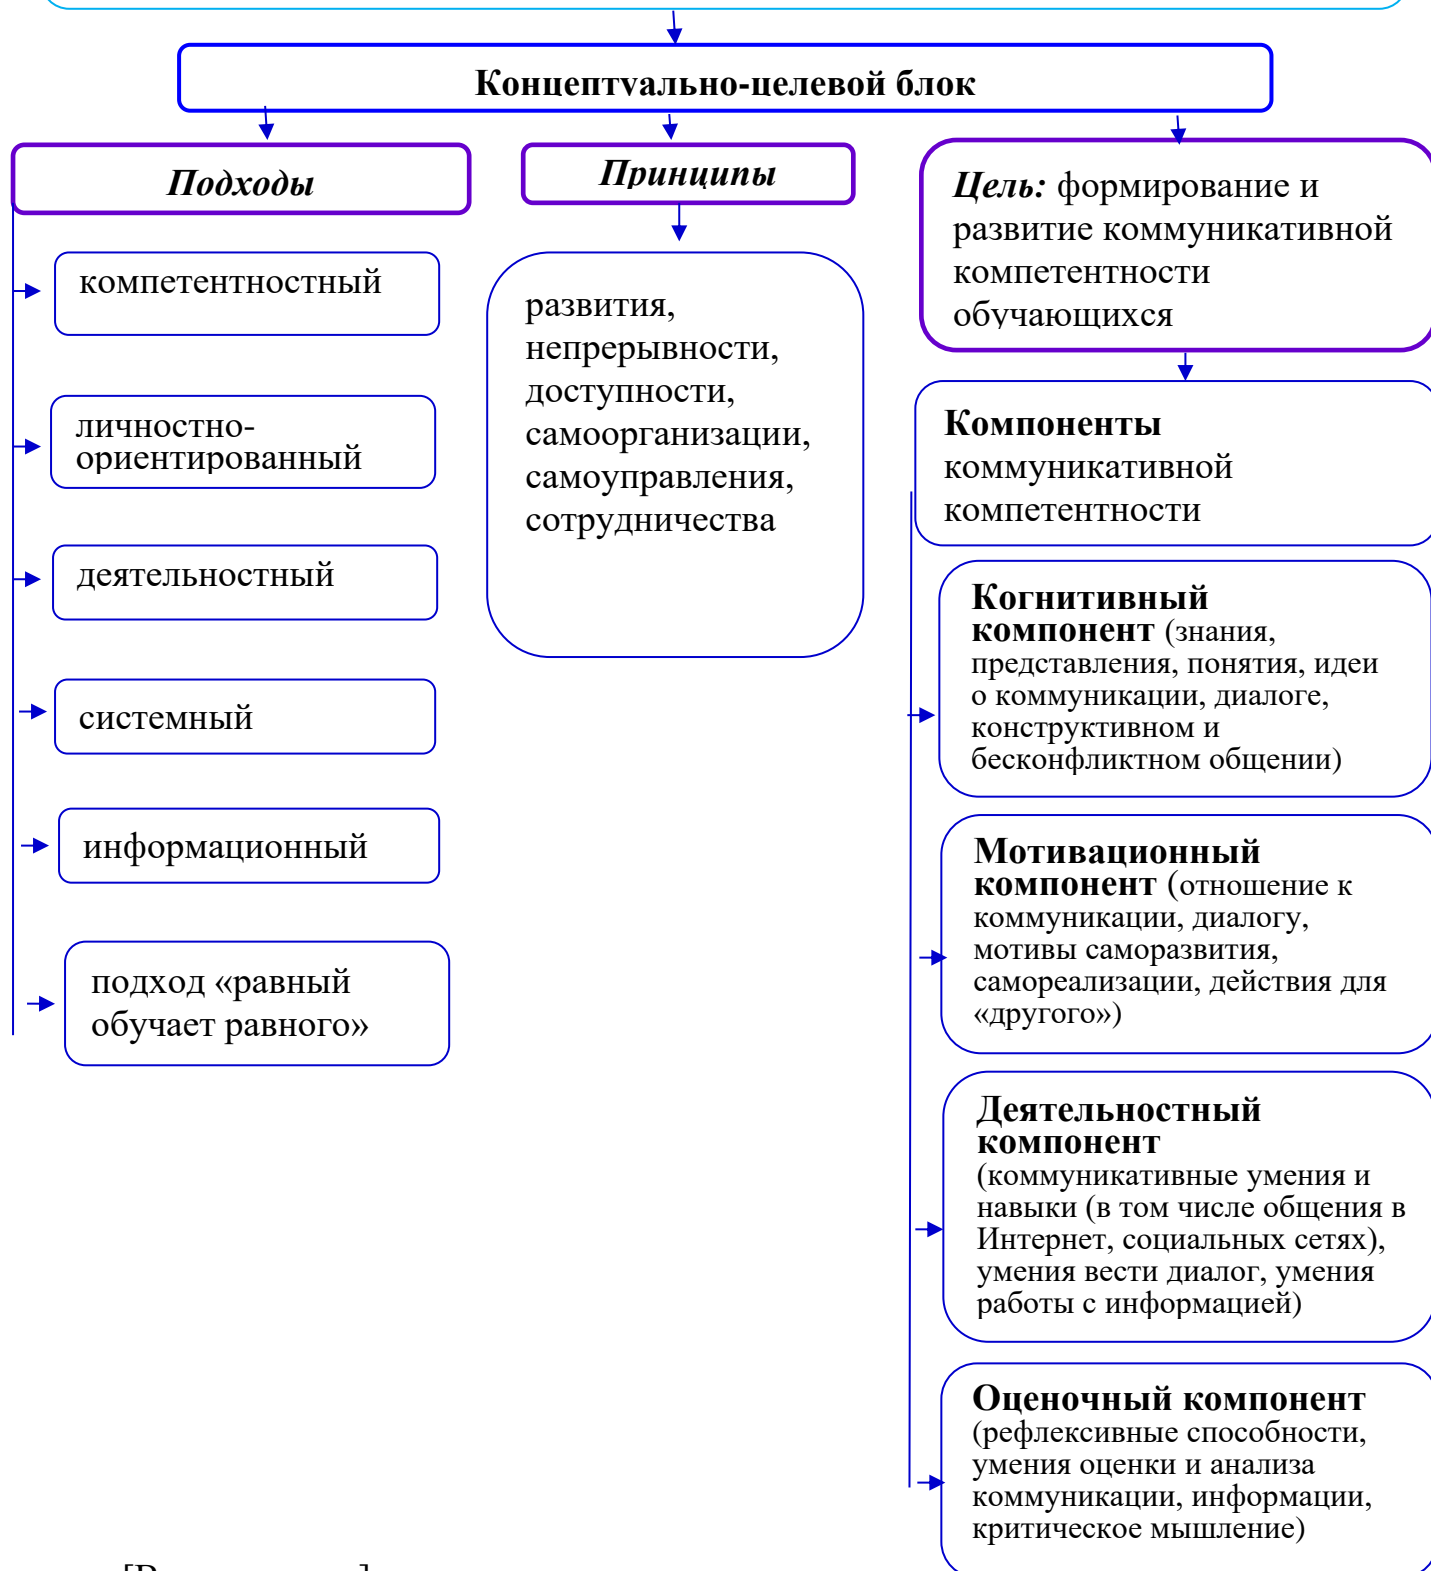 Концептуально-целевой блок
Подходы
компетентностный
личностно-
ориентированный
деятельностный
системный
информационный
подход «равный
обучает равного»
Принципы
развития,
непрерывности,
доступности,
самоорганизации,
самоуправления,
сотрудничества
Цель: формирование и
развитие коммуникативной
компетентности
обучающихся
Компоненты
коммуникативной
компетентности
Когнитивный
компонент (знания,
представления, понятия, идеи
о коммуникации, диалоге,
конструктивном и
бесконфликтном общении)
Мотивационный
компонент (отношение к
коммуникации, диалогу,
мотивы саморазвития,
самореализации, действия для
«другого»)
Деятельностный
компонент
(коммуникативные умения и
навыки (в том числе общения в
Интернет, социальных сетях),
умения вести диалог, умения
работы с информацией)
Оценочный компонент
(рефлексивные способности,
умения оценки и анализа
коммуникации, информации,
критическое мышление)